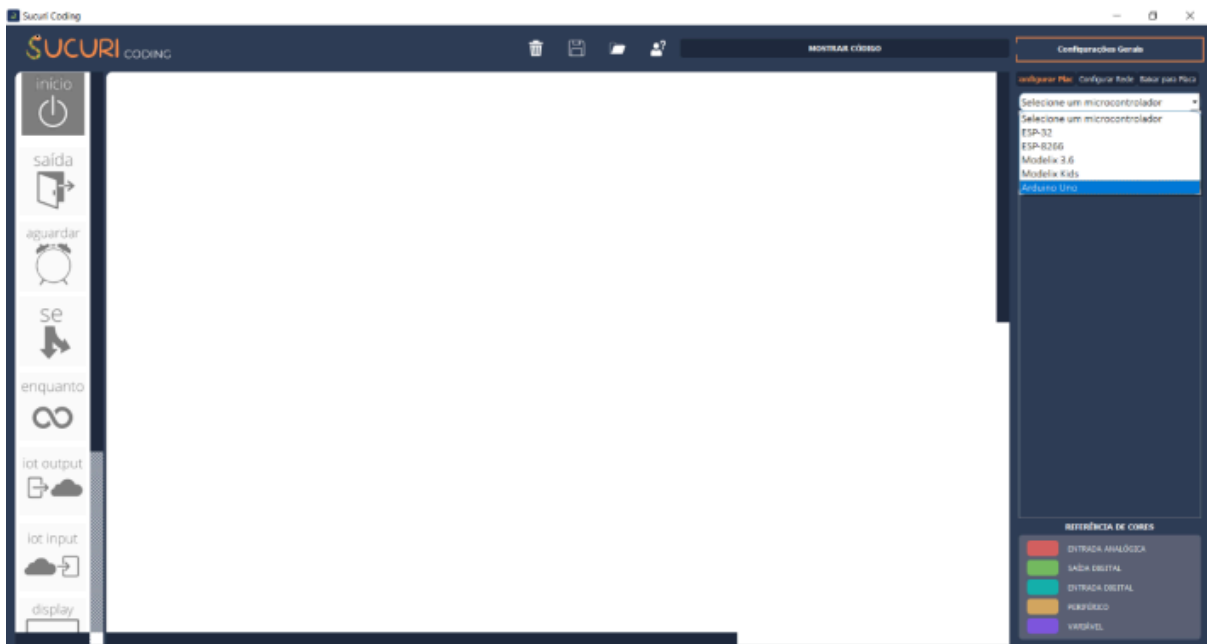 Sucuri Coding
SUCURI CODING
MOSTRAR CÓDIGO
Configurações Gerais
onfigurar Plac Configurar Rede Baixar para Placa
Selecione um microcontrolador
Selecione um microcontrolador
ESP-32
ESP-8266
Modelix 3.6
Modelix Kids
Arduino Uno
início
saída
aguardar
se
enquanto
iot output
iot input
display
REFERÊNCIA DE CORES
ENTRADA ANALÓGICA
SAÍDA DIGITAL
ENTRADA DIGITAL
PERIFÉRICO
VARIÁVEL